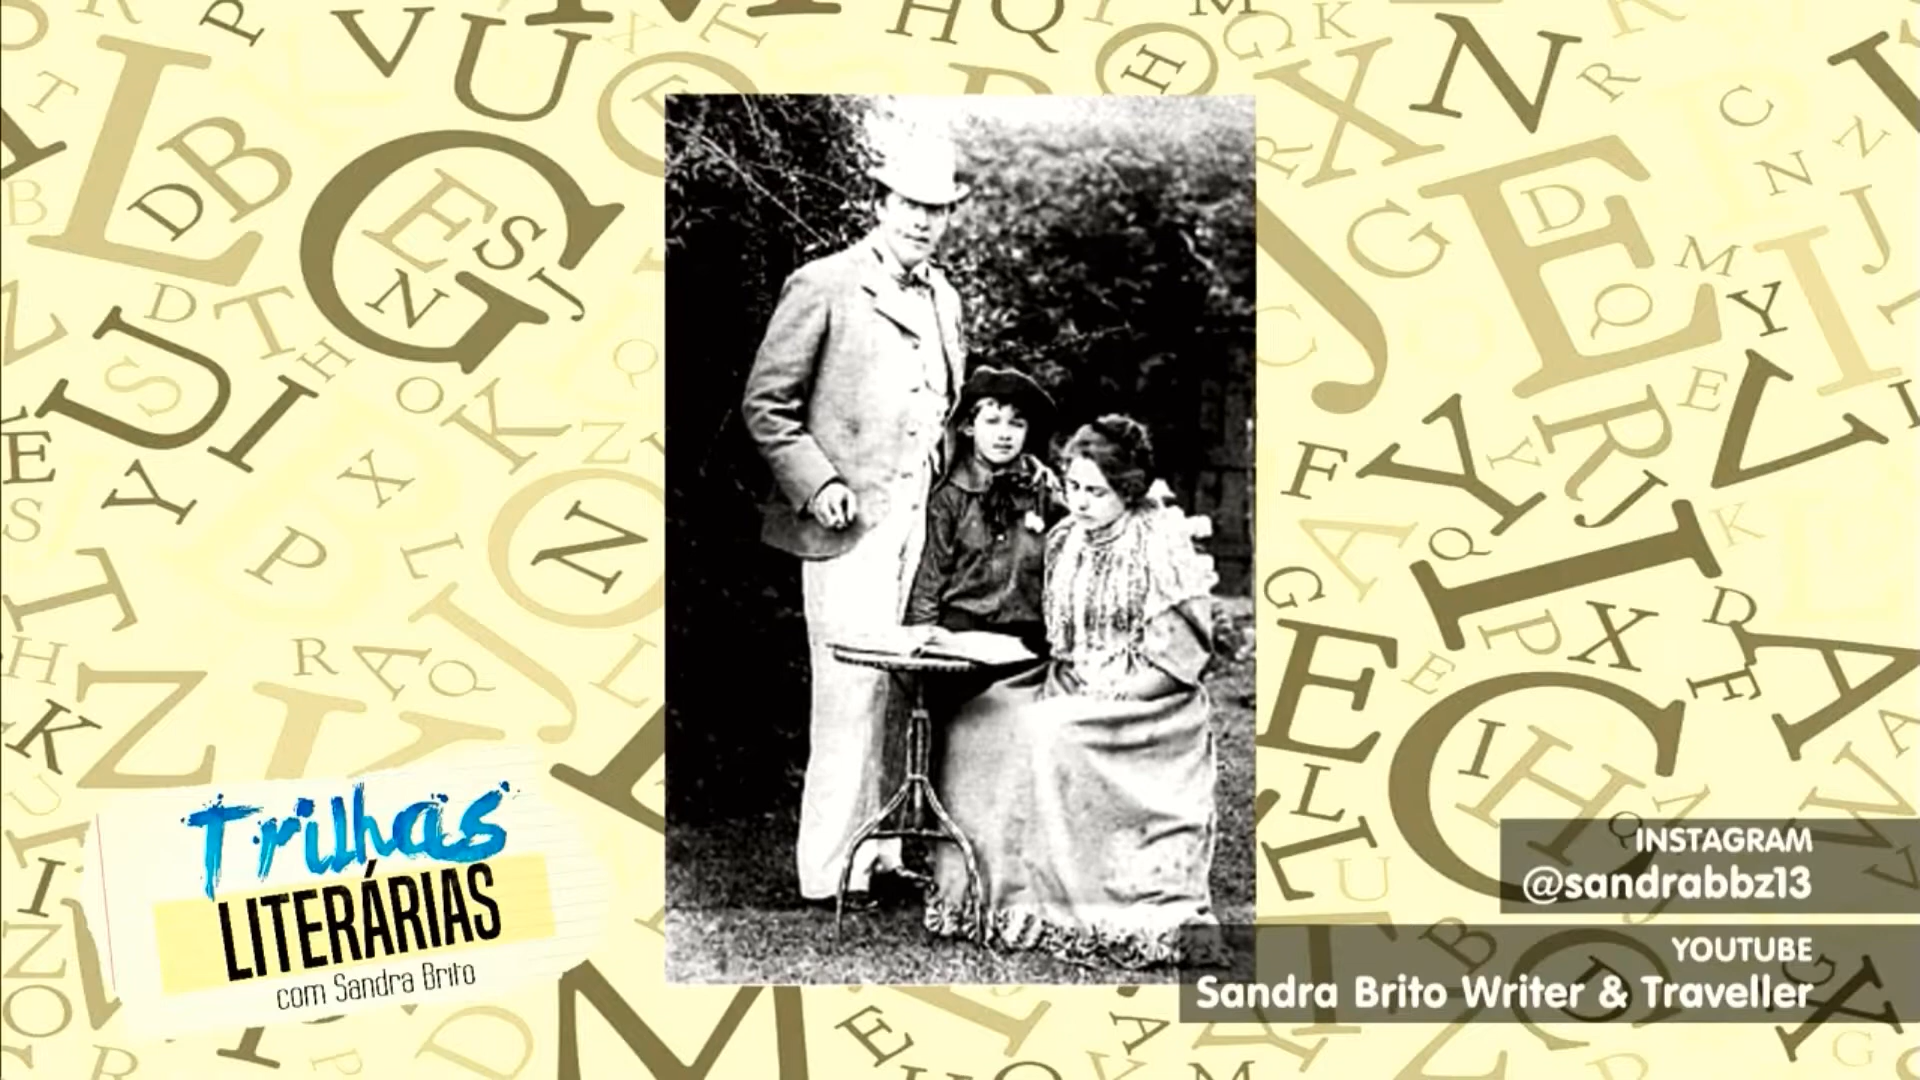 Trilhas
LITERÁRIAS
com Sandra Brito
INSTAGRAM
@sandrabbz13
YOUTUBE
Sandra Brito Writer & Traveller